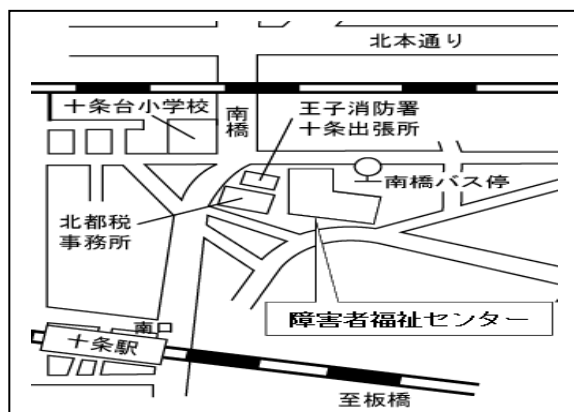 北本通り
十条台小学校
南橋
王子消防署
十条出張所
南橋バス停
北都税
事務所
障害者福祉センター
南
十条駅
至板橋